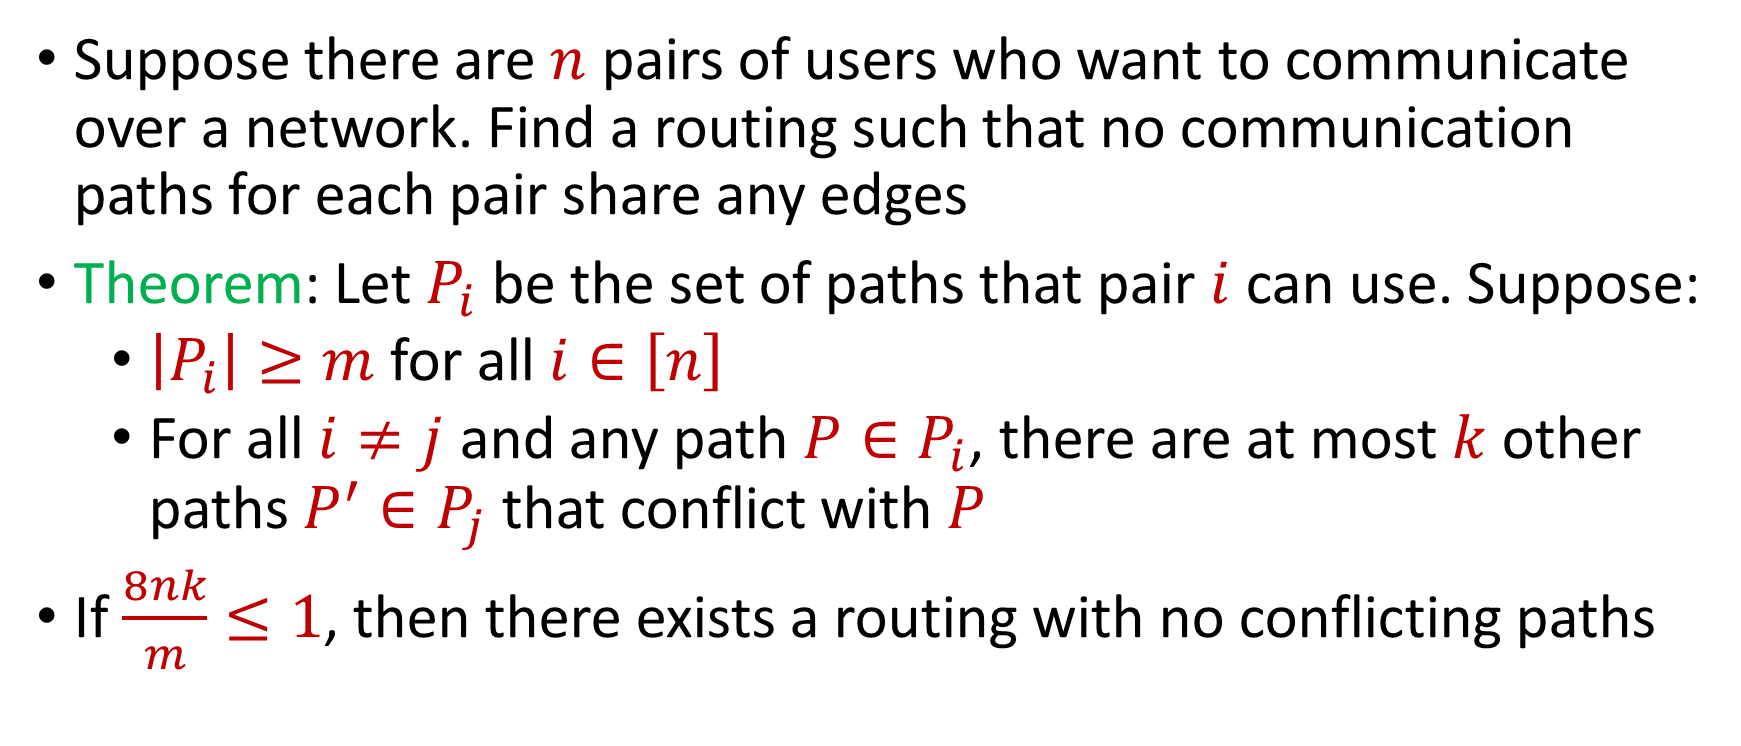 • Suppose there are n pairs of users who want to communicate
over a network. Find a routing such that no communication
paths for each pair share any edges
• Theorem: Let P_i be the set of paths that pair i can use. Suppose:
• |P_i| ≥ m for all i ∈ [n]
• For all i ≠ j and any path P ∈ P_i, there are at most k other
paths P′ ∈ P_j that conflict with P
• If 8nk/m ≤ 1, then there exists a routing with no conflicting paths